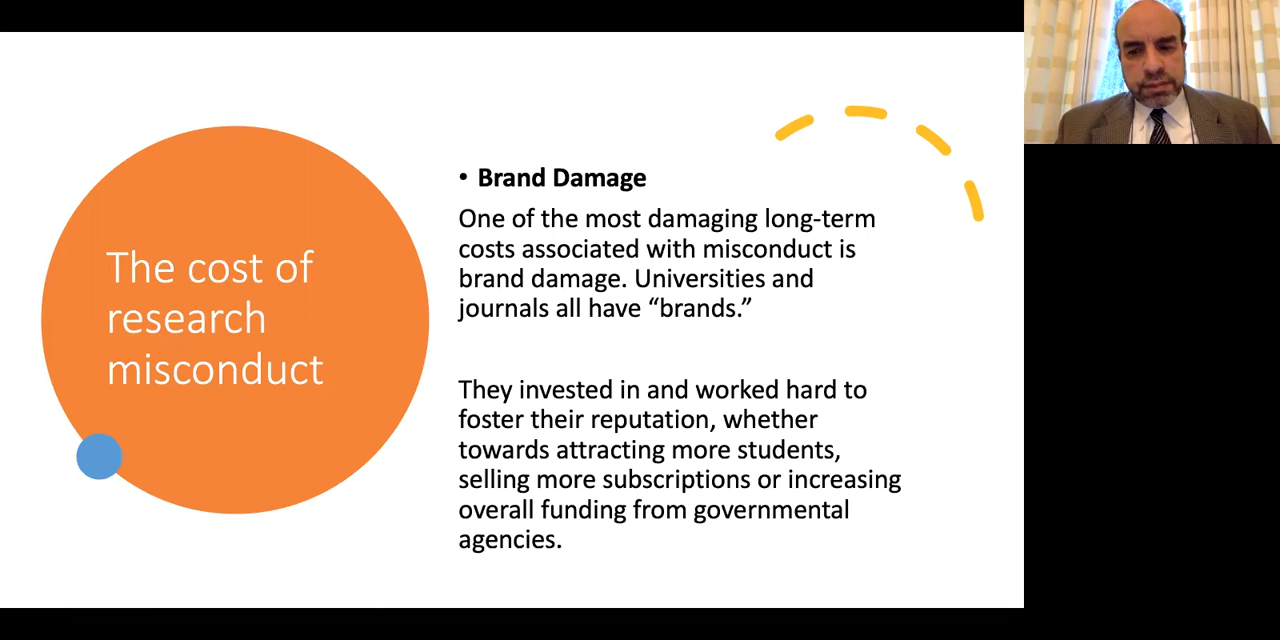 The cost of
research
misconduct
• Brand Damage
One of the most damaging long-term
costs associated with misconduct is
brand damage. Universities and
journals all have “brands.”
They invested in and worked hard to
foster their reputation, whether
towards attracting more students,
selling more subscriptions or increasing
overall funding from governmental
agencies.